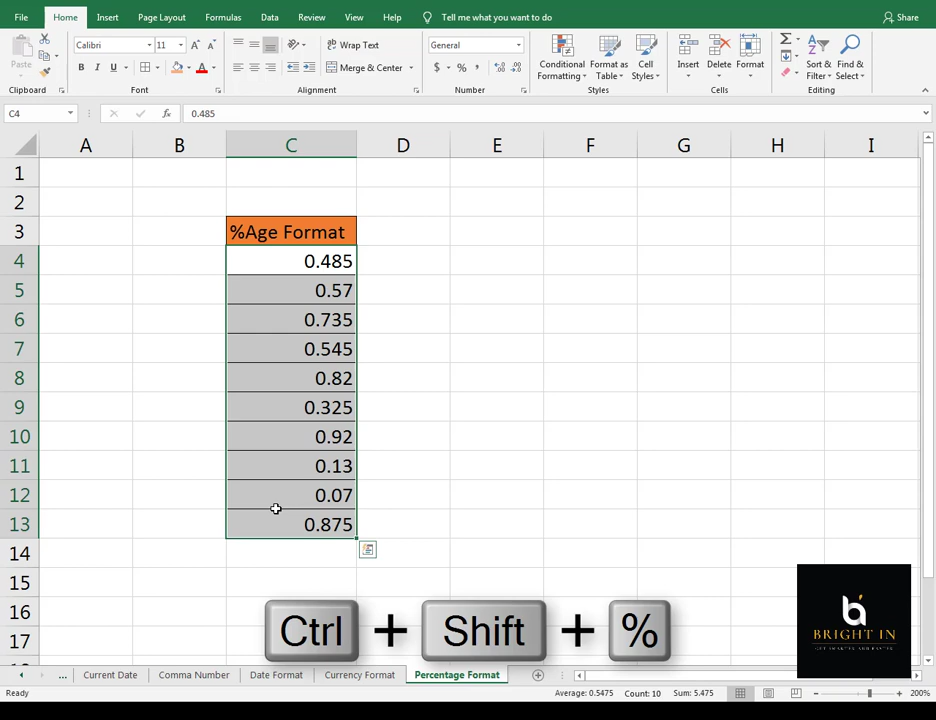 File Home Insert Page Layout Formulas Data Review View Help Tell me what you want to do Share
Calibri 11 A A Wrap Text General
Paste B I U A Merge & Center $ % , Conditional Formatting Format as Table Cell Styles Insert Delete Format Sort & Filter Find & Select
Clipboard Font Alignment Number Styles Cells Editing
C4 fx 0.485
A B C D E F G H I
1
2
3 %Age Format
4 0.485
5 0.57
6 0.735
7 0.545
8 0.82
9 0.325
10 0.92
11 0.13
12 0.07
13 0.875
14
15
16
17
Ctrl + Shift + %
BRIGHT IN
GET SMARTER AND FASTER
... Current Date Comma Number Date Format Currency Format Percentage Format
Ready Average: 0.5475 Count: 10 Sum: 5.475 200%